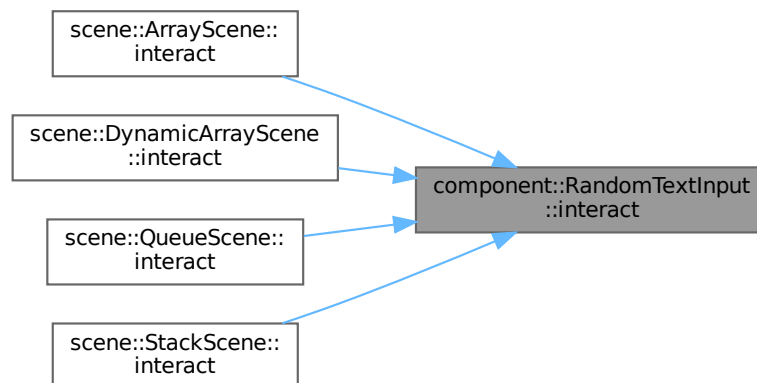 scene::ArrayScene::
interact
scene::DynamicArrayScene
::interact
component::RandomTextInput
::interact
scene::QueueScene::
interact
scene::StackScene::
interact